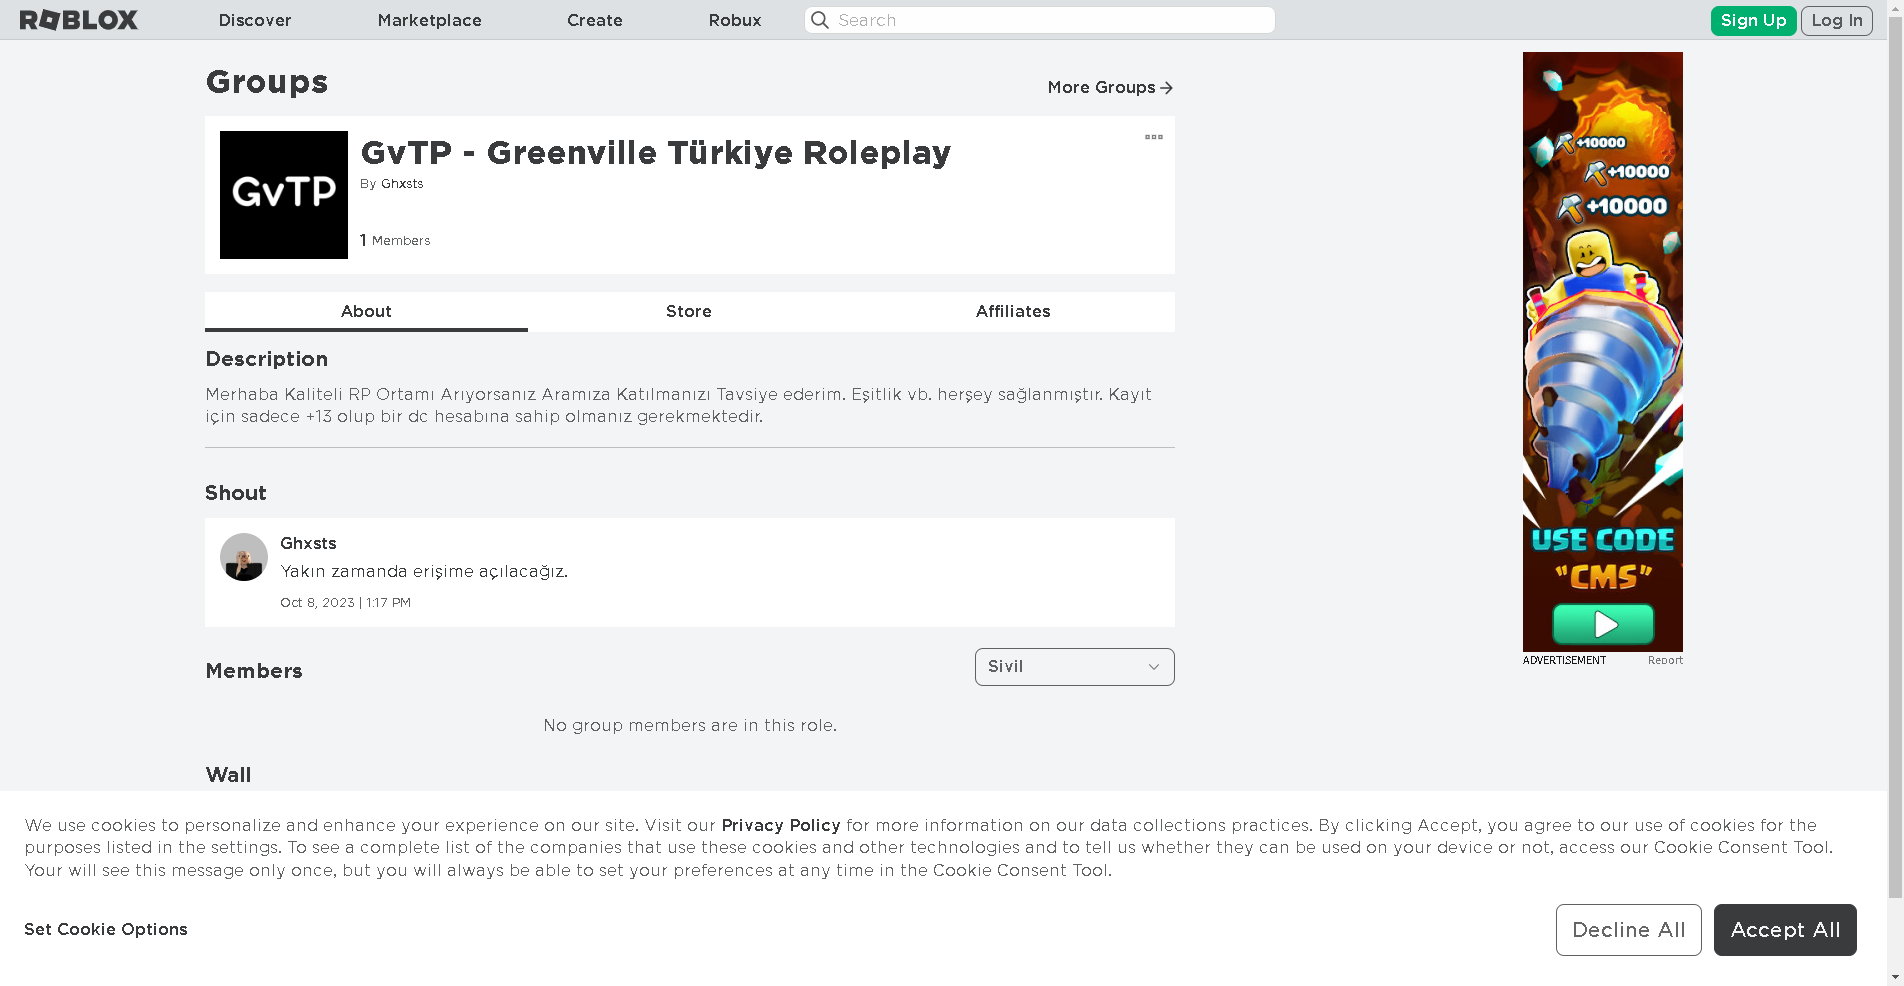 ROBLOX
Discover
Marketplace
Create
Robux
Search
Sign Up
Log In
Groups
More Groups
GvTP
GvTP - Greenville Türkiye Roleplay
By Ghxsts
1 Members
About
Store
Affiliates
Description
Merhaba Kaliteli RP Ortamı Arıyorsanız Aramıza Katılmanızı Tavsiye ederim. Eşitlik vb. herşey sağlanmıştır. Kayıt
için sadece +13 olup bir dc hesabına sahip olmanız gerekmektedir.
Shout
Ghxsts
Yakın zamanda erişime açılacağız.
Oct 8, 2023 | 1:17 PM
Members
Sivil
No group members are in this role.
Wall
+10000
+10000
+10000
USE CODE
"CMS"
ADVERTISEMENT
Report
We use cookies to personalize and enhance your experience on our site. Visit our Privacy Policy for more information on our data collections practices. By clicking Accept, you agree to our use of cookies for the
purposes listed in the settings. To see a complete list of the companies that use these cookies and other technologies and to tell us whether they can be used on your device or not, access our Cookie Consent Tool.
Your will see this message only once, but you will always be able to set your preferences at any time in the Cookie Consent Tool.
Set Cookie Options
Decline All
Accept All